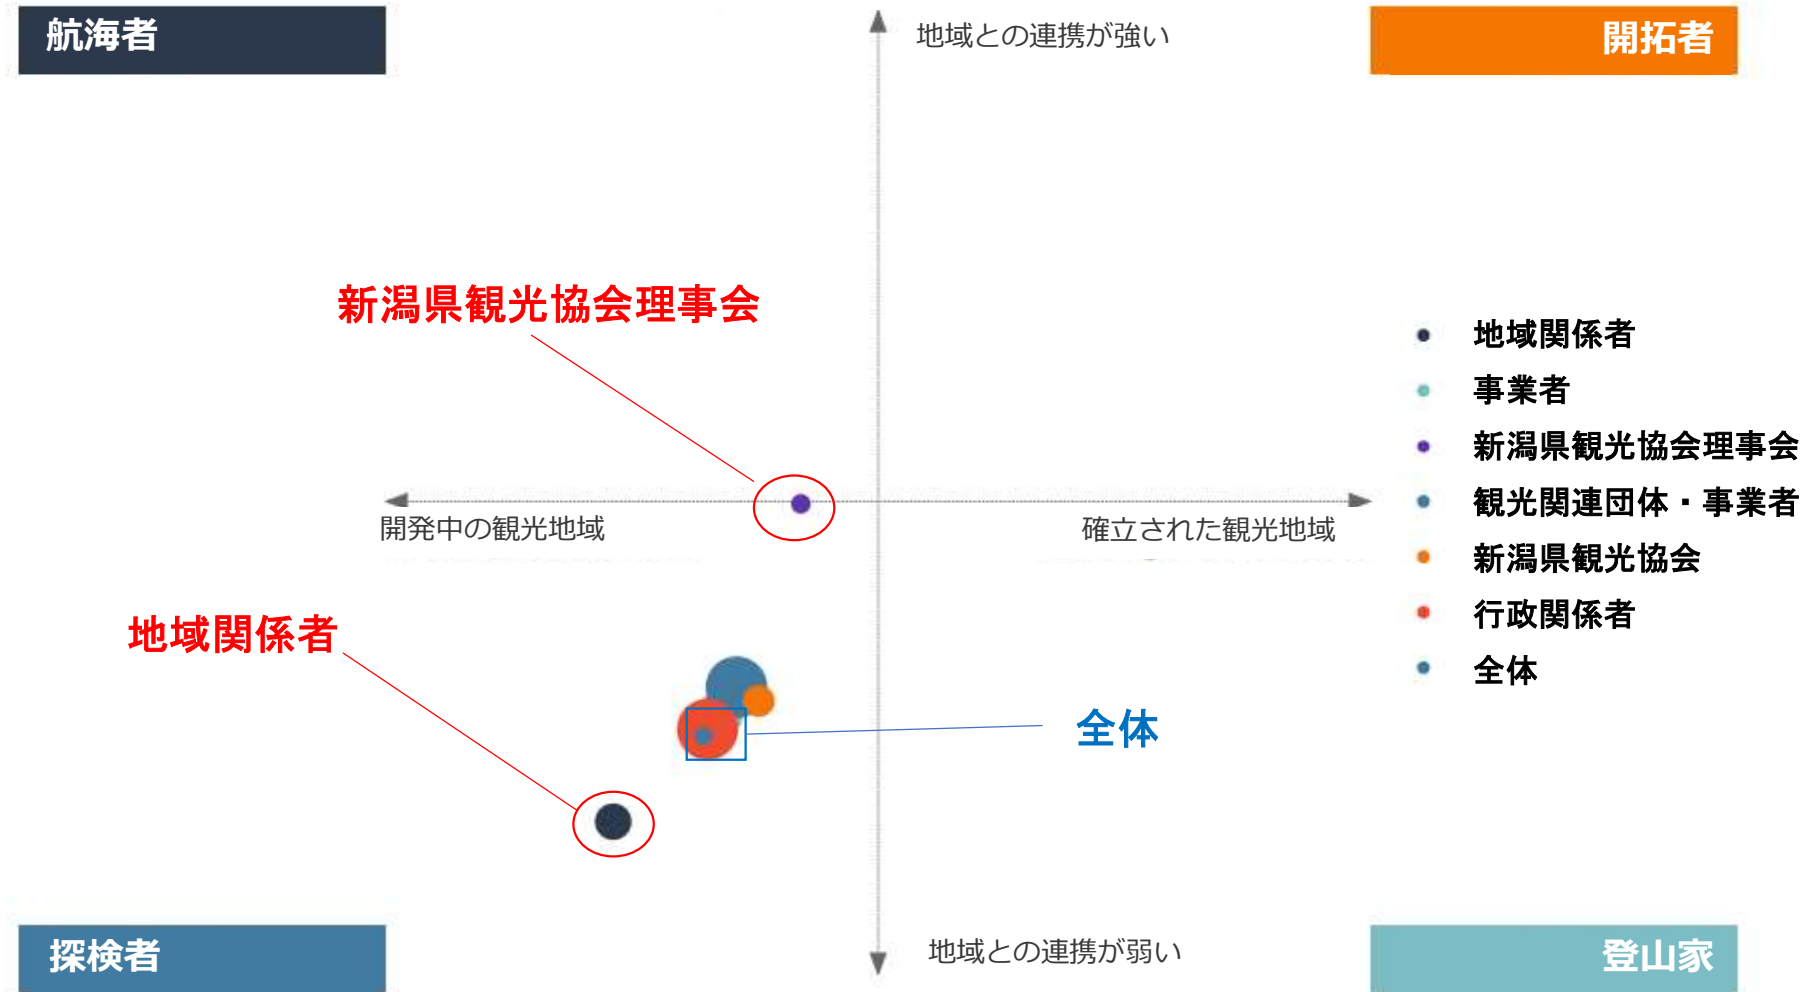 航海者
地域との連携が強い
開拓者
新潟県観光協会理事会
地域関係者
事業者
新潟県観光協会理事会
観光関連団体・事業者
新潟県観光協会
行政関係者
全体
開発中の観光地域
確立された観光地域
地域関係者
全体
探検者
地域との連携が弱い
登山家